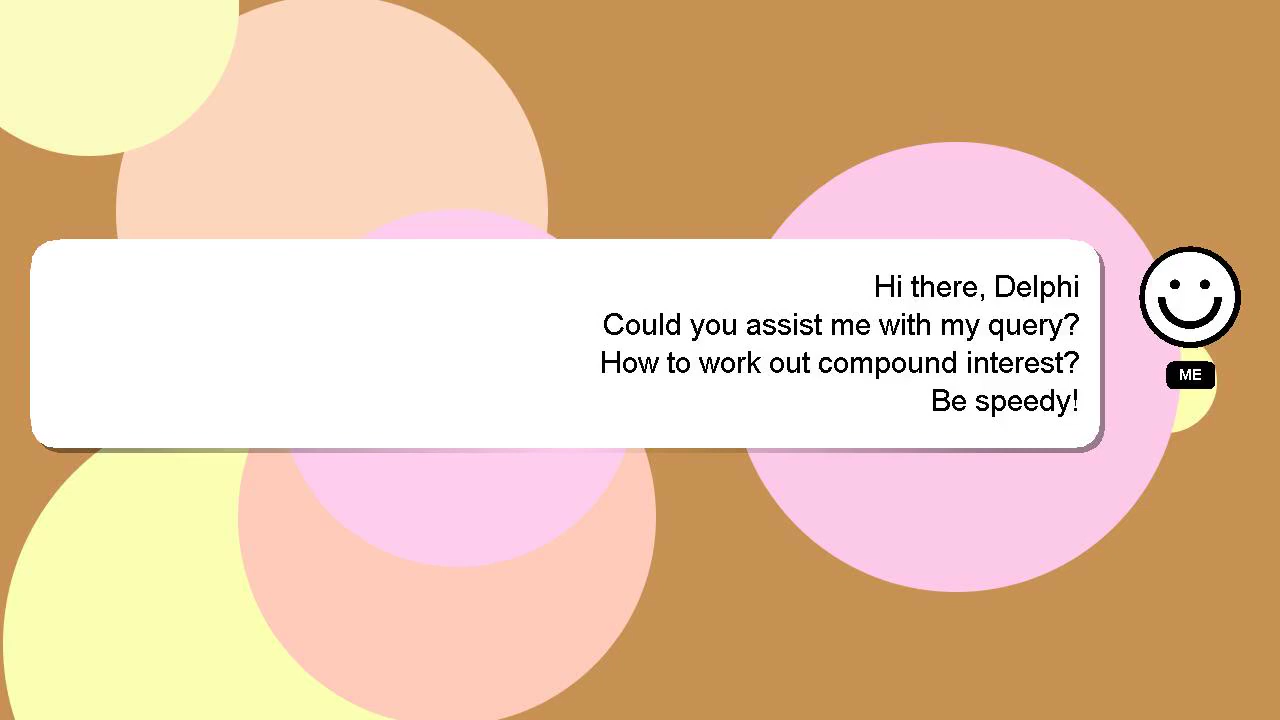 Hi there, Delphi
Could you assist me with my query?
How to work out compound interest?
Be speedy!
ME